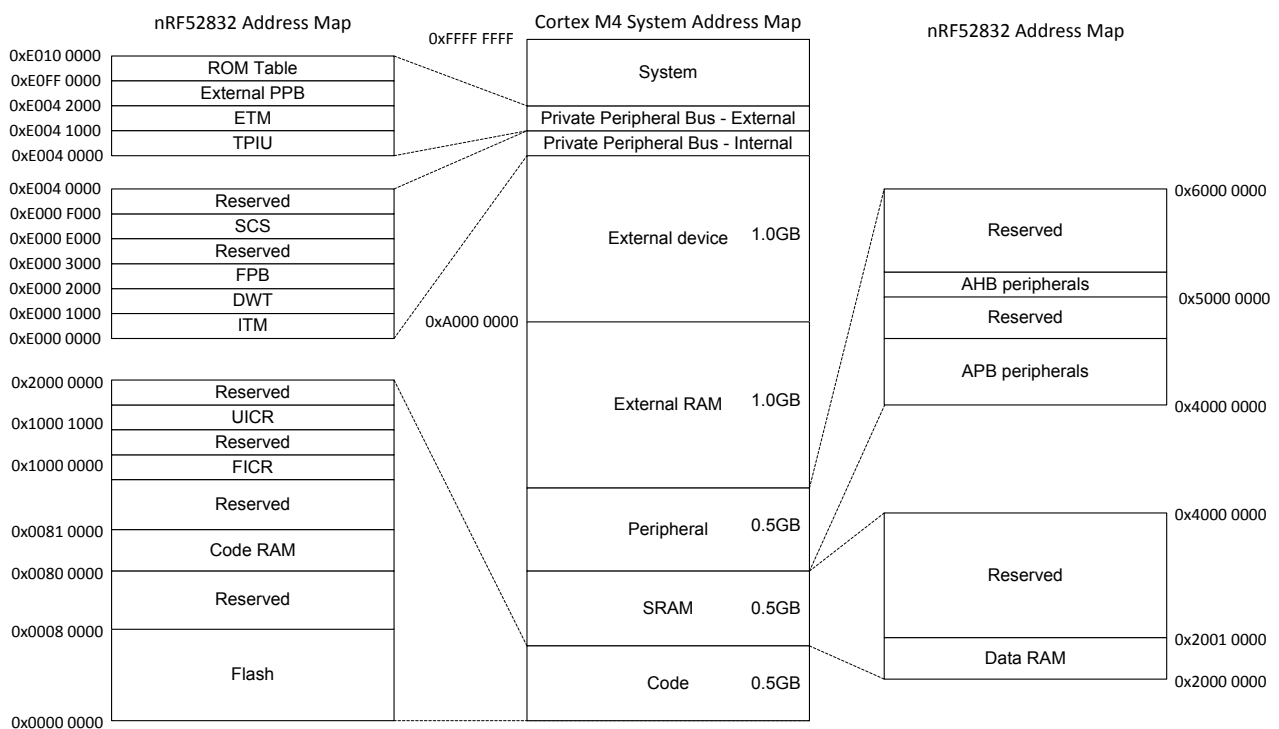 nRF52832 Address Map
0xE010 0000
ROM Table
0xE0FF 0000
External PPB
0xE004 2000
ETM
0xE004 1000
TPIU
0xE004 0000
0xE004 0000
Reserved
0xE000 F000
SCS
0xE000 E000
Reserved
0xE000 3000
FPB
0xE000 2000
DWT
0xE000 1000
ITM
0xE000 0000
0x2000 0000
Reserved
UICR
0x1000 1000
Reserved
0x1000 0000
FICR
Reserved
0x0081 0000
Code RAM
0x0080 0000
Reserved
0x0008 0000
Flash
0x0000 0000
Cortex M4 System Address Map
0xFFFF FFFF
System
Private Peripheral Bus - External
Private Peripheral Bus - Internal
External device 1.0GB
0xA000 0000
External RAM 1.0GB
Peripheral 0.5GB
SRAM 0.5GB
Code 0.5GB
nRF52832 Address Map
0x6000 0000
Reserved
AHB peripherals
0x5000 0000
Reserved
APB peripherals
0x4000 0000
0x4000 0000
Reserved
0x2001 0000
Data RAM
0x2000 0000